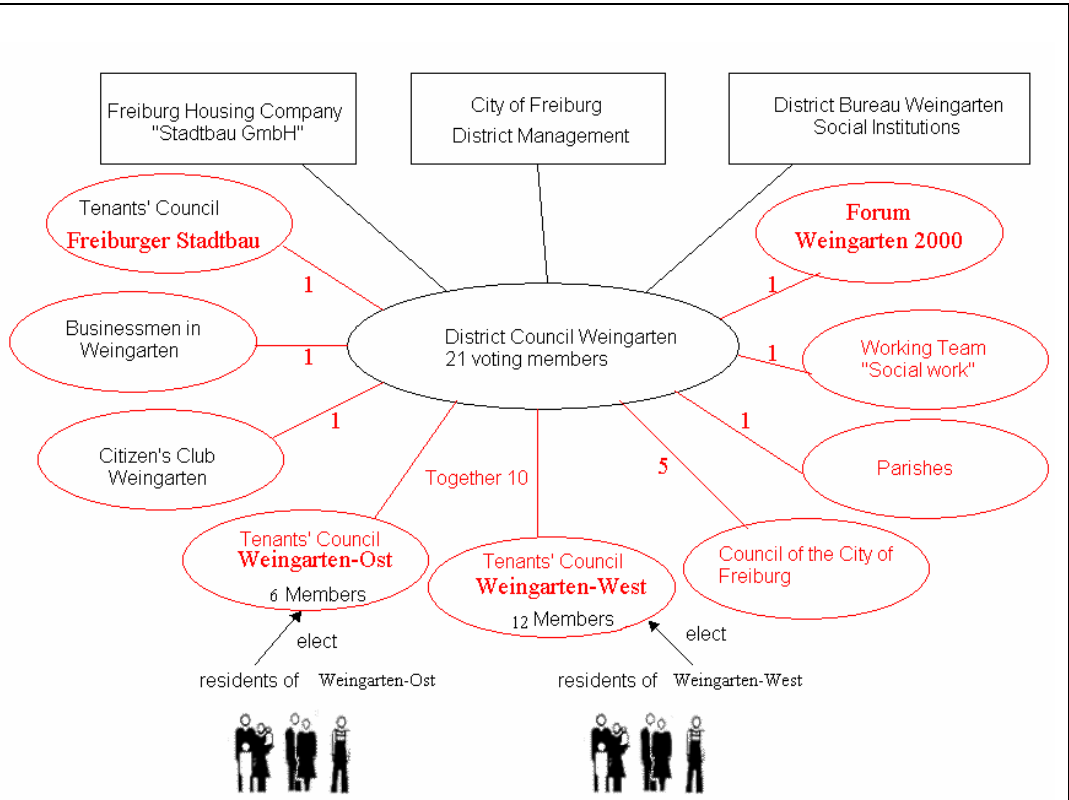 Freiburg Housing Company
"Stadtbau GmbH"
City of Freiburg
District Management
District Bureau Weingarten
Social Institutions
Tenants' Council
Freiburger Stadtbau
1
Forum
Weingarten 2000
1
Businessmen in
Weingarten
1
District Council Weingarten
21 voting members
1
Working Team
"Social work"
Citizen's Club
Weingarten
1
1
Parishes
Together 10
5
Tenants' Council
Weingarten-Ost
6 Members
Tenants' Council
Weingarten-West
12 Members
Council of the City of
Freiburg
elect
elect
residents of Weingarten-Ost
residents of Weingarten-West